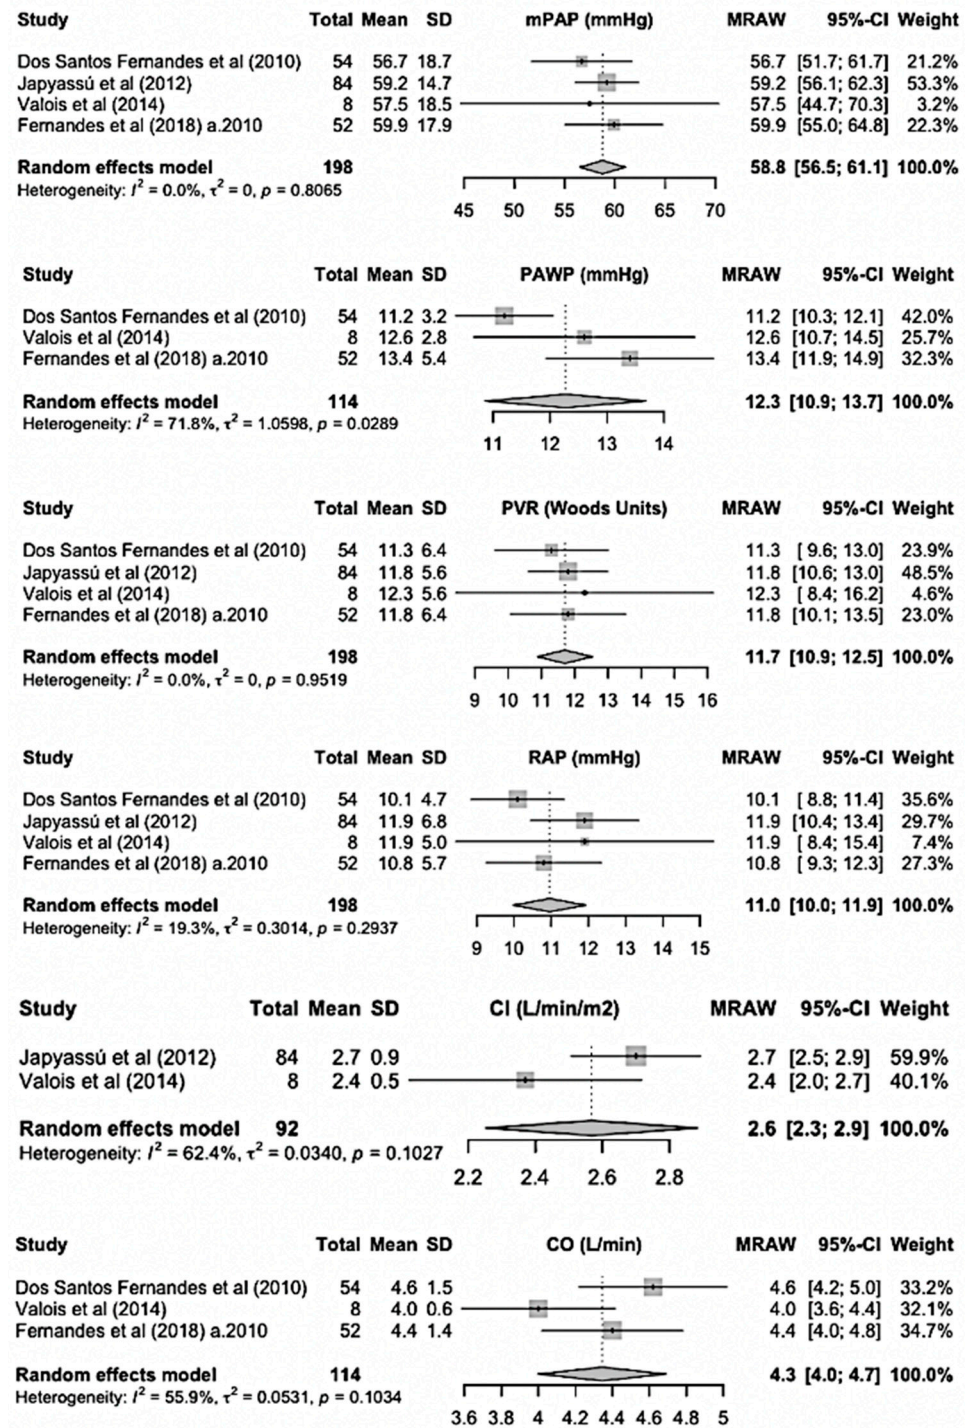 Study Total Mean SD mPAP (mmHg) MRAW 95%-CI Weight
Dos Santos Fernandes et al (2010) 54 56.7 18.7 56.7 [51.7; 61.7] 21.2%
Japyassú et al (2012) 84 59.2 14.7 59.2 [56.1; 62.3] 53.3%
Valois et al (2014) 8 57.5 18.5 57.5 [44.7; 70.3] 3.2%
Fernandes et al (2018) a.2010 52 59.9 17.9 59.9 [55.0; 64.8] 22.3%
Random effects model 198 58.8 [56.5; 61.1] 100.0%
Heterogeneity: I² = 0.0%, τ² = 0, p = 0.8065
45 50 55 60 65 70
Study Total Mean SD PAWP (mmHg) MRAW 95%-CI Weight
Dos Santos Fernandes et al (2010) 54 11.2 3.2 11.2 [10.3; 12.1] 42.0%
Valois et al (2014) 8 12.6 2.8 12.6 [10.7; 14.5] 25.7%
Fernandes et al (2018) a.2010 52 13.4 5.4 13.4 [11.9; 14.9] 32.3%
Random effects model 114 12.3 [10.9; 13.7] 100.0%
Heterogeneity: I² = 71.8%, τ² = 1.0598, p = 0.0289
11 12 13 14
Study Total Mean SD PVR (Woods Units) MRAW 95%-CI Weight
Dos Santos Fernandes et al (2010) 54 11.3 6.4 11.3 [ 9.6; 13.0] 23.9%
Japyassú et al (2012) 84 11.8 5.6 11.8 [10.6; 13.0] 48.5%
Valois et al (2014) 8 12.3 5.6 12.3 [ 8.4; 16.2] 4.6%
Fernandes et al (2018) a.2010 52 11.8 6.4 11.8 [10.1; 13.5] 23.0%
Random effects model 198 11.7 [10.9; 12.5] 100.0%
Heterogeneity: I² = 0.0%, τ² = 0, p = 0.9519
9 10 11 12 13 14 15 16
Study Total Mean SD RAP (mmHg) MRAW 95%-CI Weight
Dos Santos Fernandes et al (2010) 54 10.1 4.7 10.1 [ 8.8; 11.4] 35.6%
Japyassú et al (2012) 84 11.9 6.8 11.9 [10.4; 13.4] 29.7%
Valois et al (2014) 8 11.9 5.0 11.9 [ 8.4; 15.4] 7.4%
Fernandes et al (2018) a.2010 52 10.8 5.7 10.8 [ 9.3; 12.3] 27.3%
Random effects model 198 11.0 [10.0; 11.9] 100.0%
Heterogeneity: I² = 19.3%, τ² = 0.3014, p = 0.2937
9 10 11 12 13 14 15
Study Total Mean SD CI (L/min/m2) MRAW 95%-CI Weight
Japyassú et al (2012) 84 2.7 0.9 2.7 [2.5; 2.9] 59.9%
Valois et al (2014) 8 2.4 0.5 2.4 [2.0; 2.7] 40.1%
Random effects model 92 2.6 [2.3; 2.9] 100.0%
Heterogeneity: I² = 62.4%, τ² = 0.0340, p = 0.1027
2.2 2.4 2.6 2.8
Study Total Mean SD CO (L/min) MRAW 95%-CI Weight
Dos Santos Fernandes et al (2010) 54 4.6 1.5 4.6 [4.2; 5.0] 33.2%
Valois et al (2014) 8 4.0 0.6 4.0 [3.6; 4.4] 32.1%
Fernandes et al (2018) a.2010 52 4.4 1.4 4.4 [4.0; 4.8] 34.7%
Random effects model 114 4.3 [4.0; 4.7] 100.0%
Heterogeneity: I² = 55.9%, τ² = 0.0531, p = 0.1034
3.6 3.8 4 4.2 4.4 4.6 4.8 5